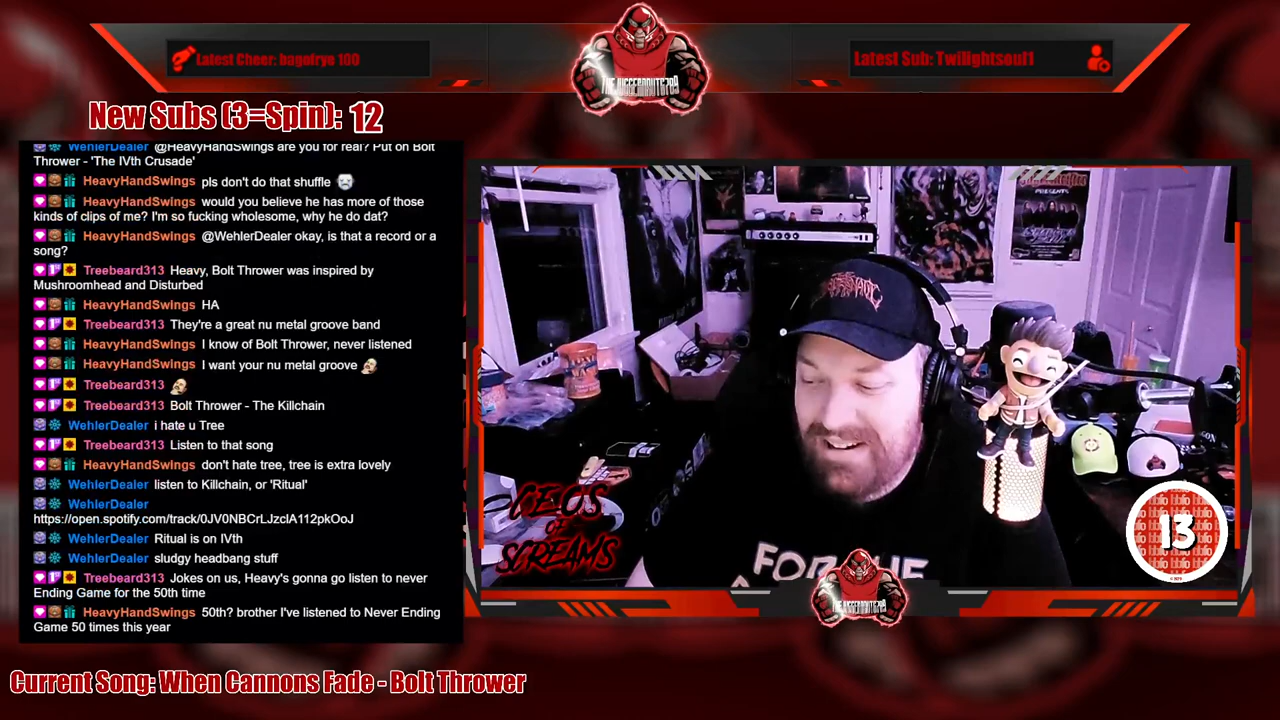 Latest Cheer: bagofrye 100
THEJUGGERNAUT6789
Latest Sub: Twilightsoul1
New Subs (3=Spin): 12
WehlerDealer @HeavyHandSwings are you for real? Put on Bolt
Thrower - 'The IVth Crusade'
HeavyHandSwings pls don't do that shuffle
HeavyHandSwings would you believe he has more of those
kinds of clips of me? I'm so fucking wholesome, why he do dat?
HeavyHandSwings @WehlerDealer okay, is that a record or a
song?
Treebeard313 Heavy, Bolt Thrower was inspired by
Mushroomhead and Disturbed
HeavyHandSwings HA
Treebeard313 They're a great nu metal groove band
HeavyHandSwings I know of Bolt Thrower, never listened
HeavyHandSwings I want your nu metal groove
Treebeard313
Treebeard313 Bolt Thrower - The Killchain
WehlerDealer i hate u Tree
Treebeard313 Listen to that song
HeavyHandSwings don't hate tree, tree is extra lovely
WehlerDealer listen to Killchain, or 'Ritual'
WehlerDealer
https://open.spotify.com/track/0JV0NBCrLJzclA112pkOoJ
WehlerDealer Ritual is on IVth
WehlerDealer sludgy headbang stuff
Treebeard313 Jokes on us, Heavy's gonna go listen to never
Ending Game for the 50th time
HeavyHandSwings 50th? brother I've listened to Never Ending
Game 50 times this year
PRESENTS
GEOS
OF
SCREAMS
FOR THE
13
Current Song: When Cannons Fade - Bolt Thrower